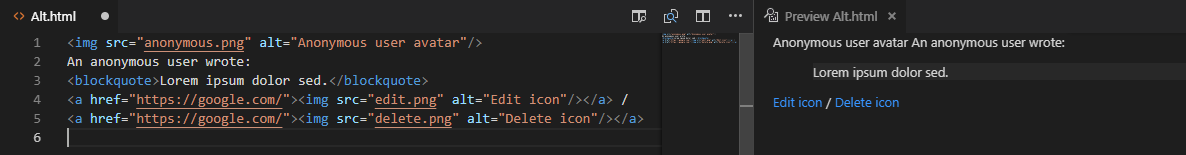 <> Alt.html
1 <img src="anonymous.png" alt="Anonymous user avatar"/>
2 An anonymous user wrote:
3 <blockquote>Lorem ipsum dolor sed.</blockquote>
4 <a href="https://google.com/"><img src="edit.png" alt="Edit icon"/></a> /
5 <a href="https://google.com/"><img src="delete.png" alt="Delete icon"/></a>
6
Preview Alt.html
Anonymous user avatar An anonymous user wrote:
Lorem ipsum dolor sed.
Edit icon / Delete icon